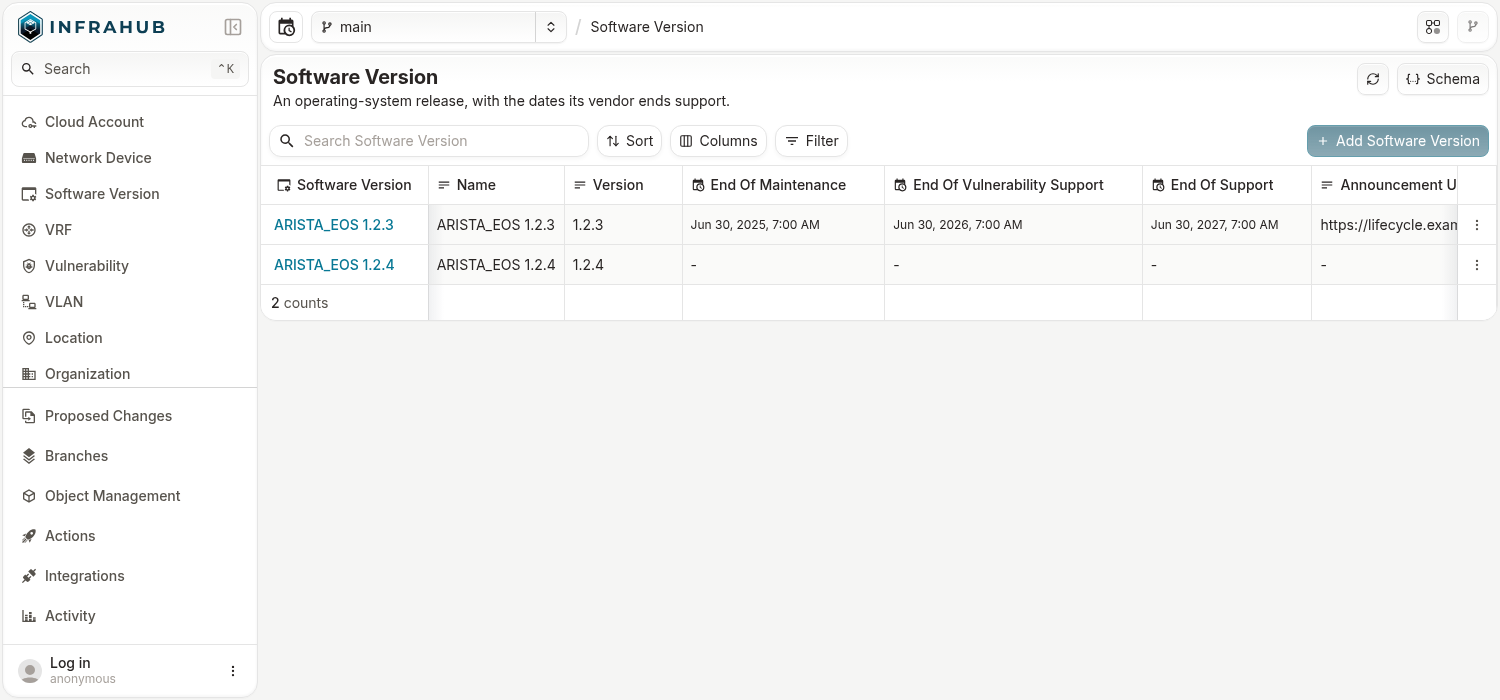 INFRAHUB
Search
⌃K
Cloud Account
Network Device
Software Version
VRF
Vulnerability
VLAN
Location
Organization
Proposed Changes
Branches
Object Management
Actions
Integrations
Activity
Log in
anonymous
main / Software Version
Software Version
An operating-system release, with the dates its vendor ends support.
Schema
Search Software Version
Sort
Columns
Filter
+ Add Software Version
Software Version Name Version End Of Maintenance End Of Vulnerability Support End Of Support Announcement U
ARISTA_EOS 1.2.3 ARISTA_EOS 1.2.3 1.2.3 Jun 30, 2025, 7:00 AM Jun 30, 2026, 7:00 AM Jun 30, 2027, 7:00 AM https://lifecycle.exam
ARISTA_EOS 1.2.4 ARISTA_EOS 1.2.4 1.2.4 - - - -
2 counts